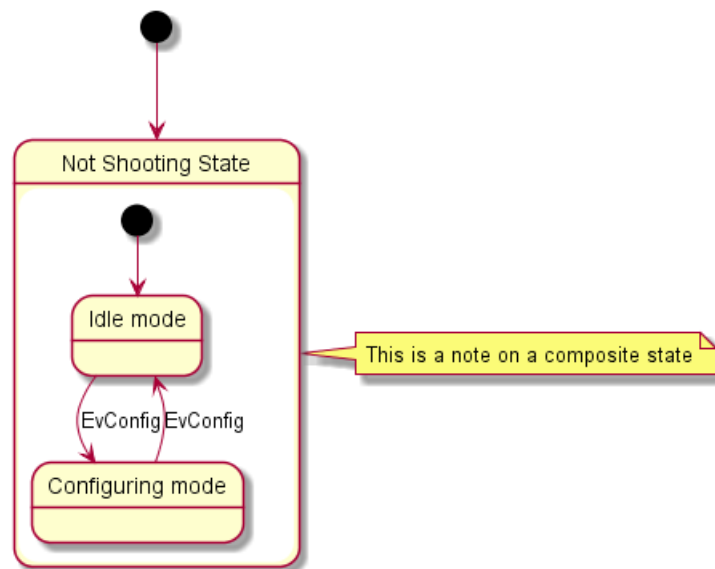 Not Shooting State
Idle mode
This is a note on a composite state
EvConfig EvConfig
Configuring mode